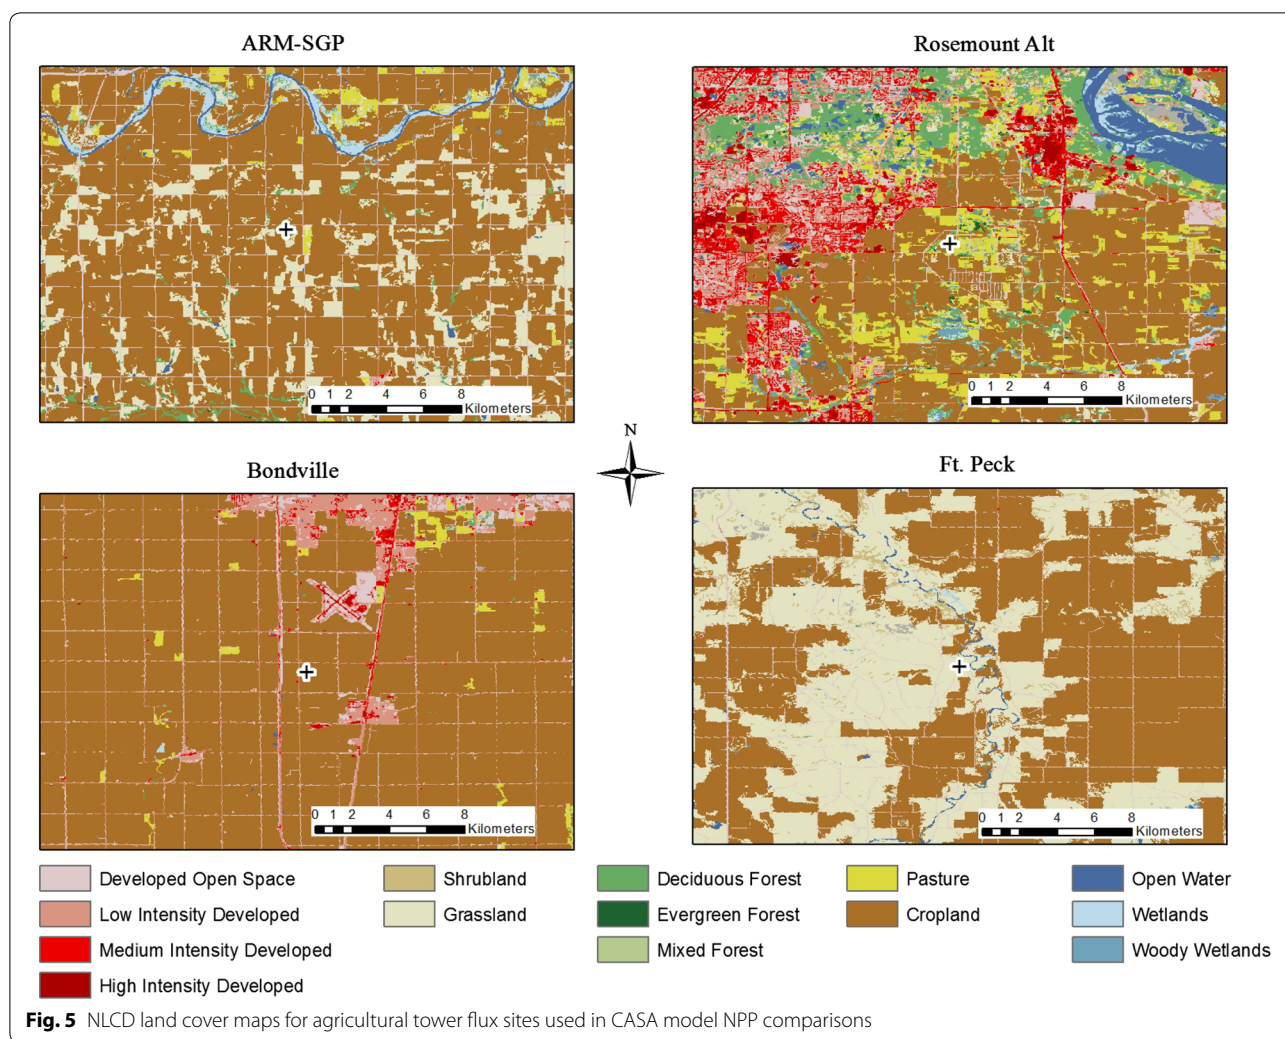 ARM-SGP
Rosemount Alt
0 1 2 4 6 8
Kilometers
0 1 2 4 6 8
Kilometers
N
Bondville
Ft. Peck
0 1 2 4 6 8
Kilometers
0 1 2 4 6 8
Kilometers
Developed Open Space
Low Intensity Developed
Medium Intensity Developed
High Intensity Developed
Shrubland
Grassland
Deciduous Forest
Evergreen Forest
Mixed Forest
Pasture
Cropland
Open Water
Wetlands
Woody Wetlands
Fig. 5 NLCD land cover maps for agricultural tower flux sites used in CASA model NPP comparisons